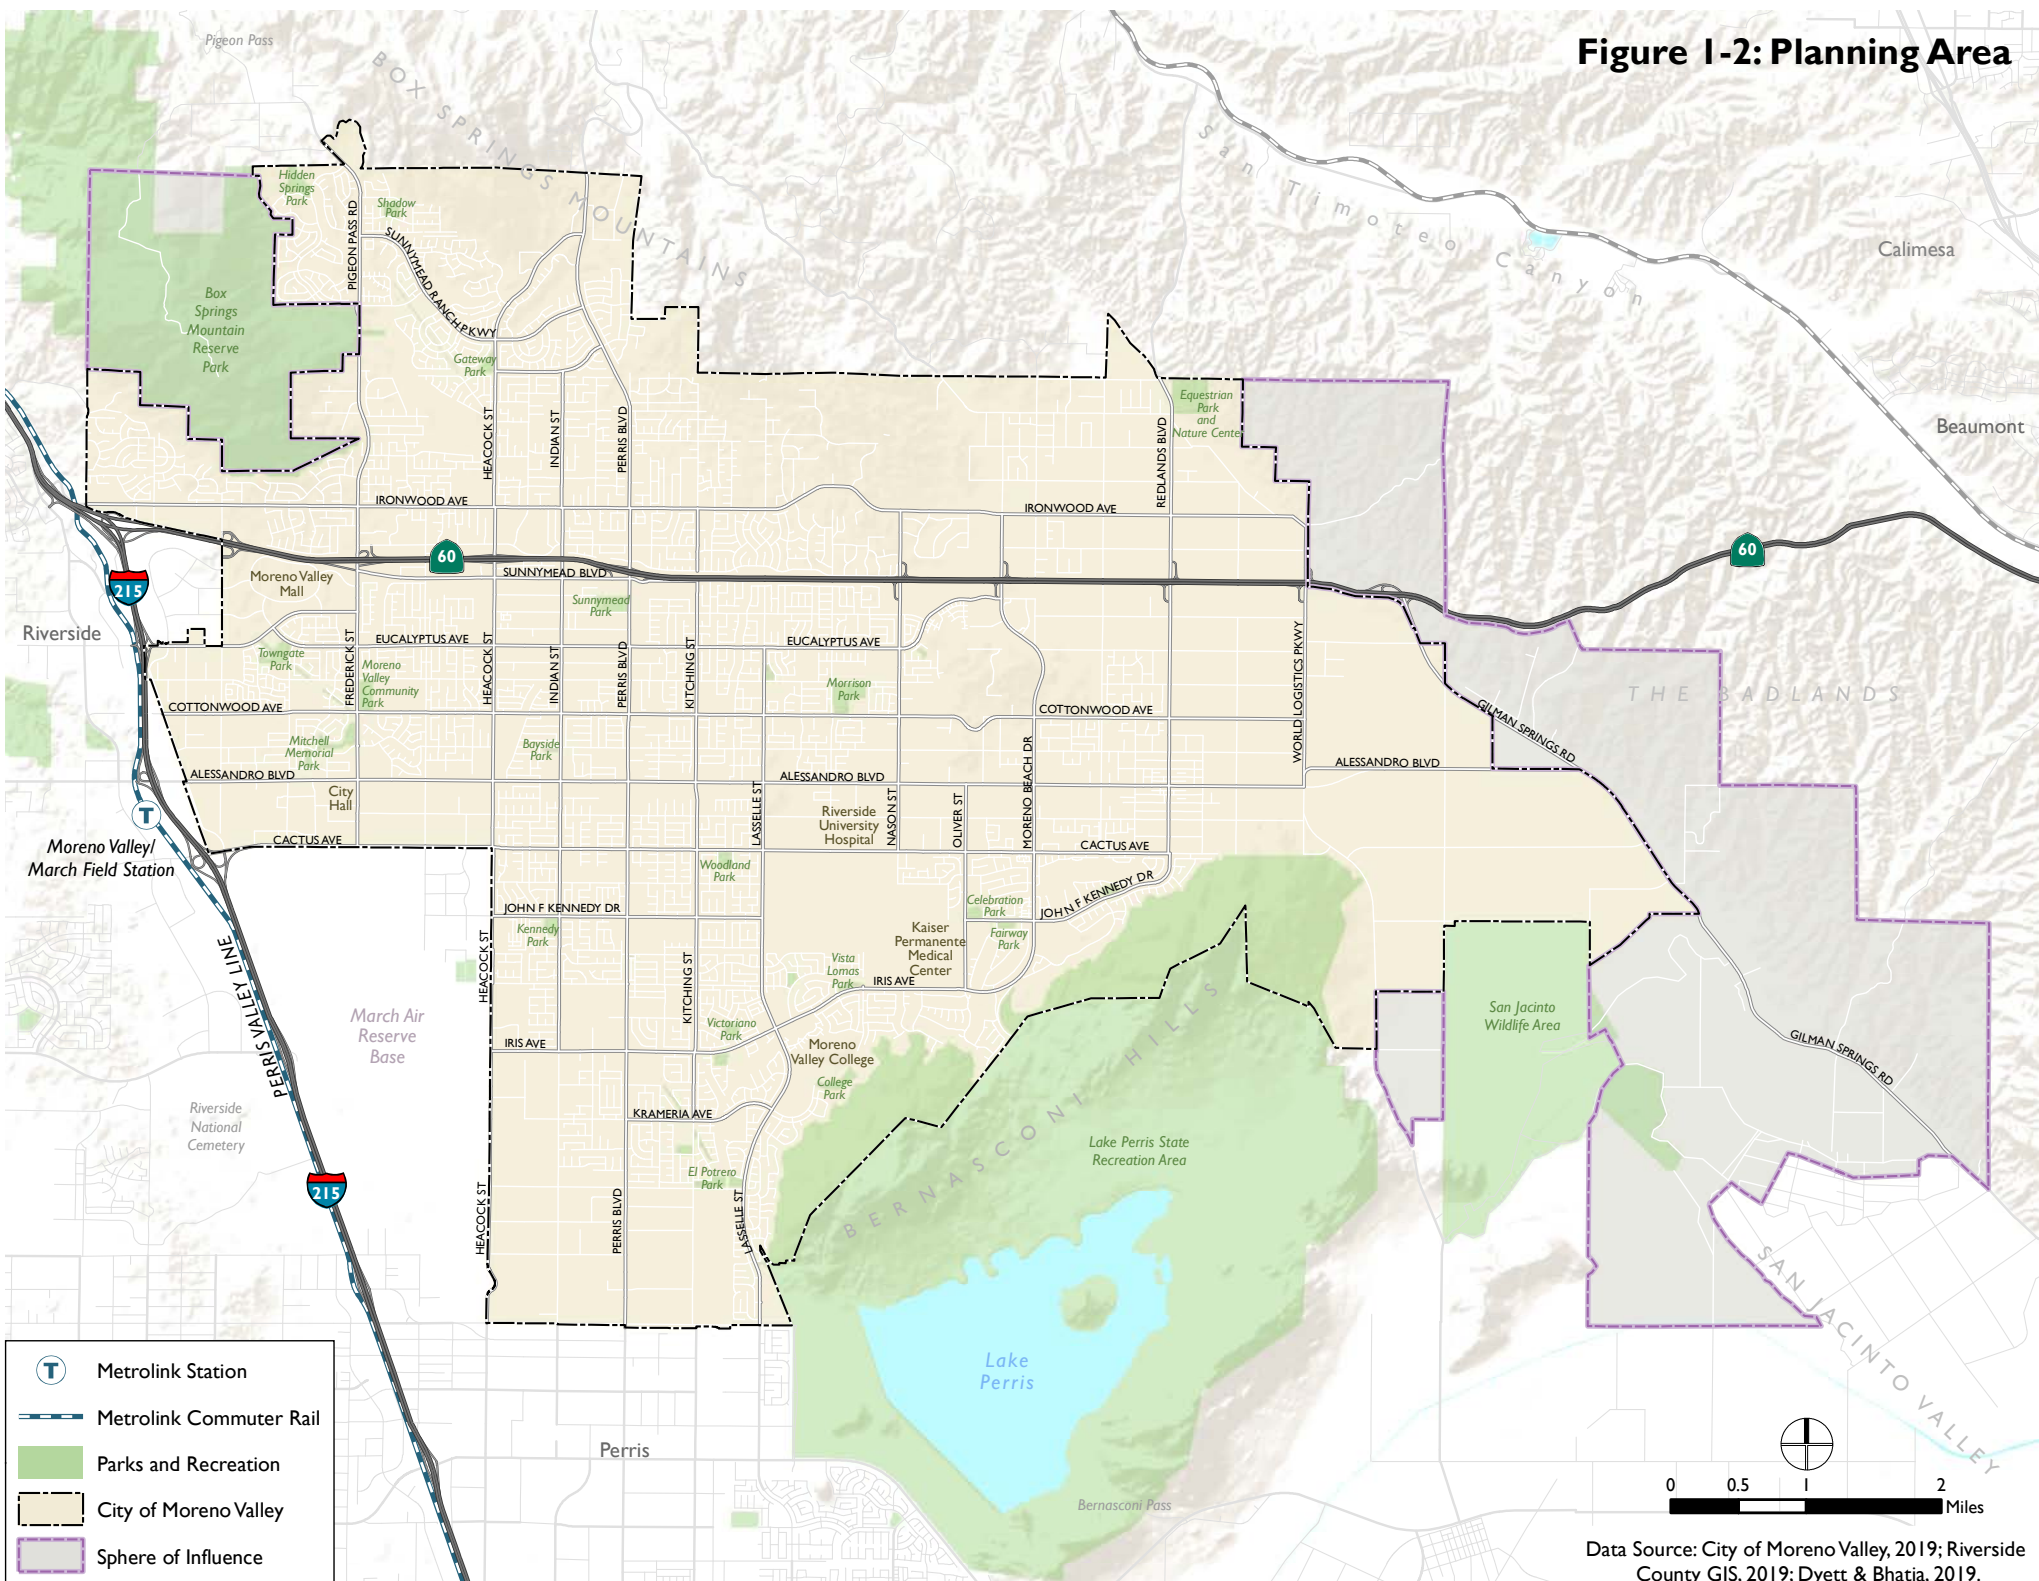 Figure 1-2: Planning Area
Pigeon Pass
BOX SPRINGS MOUNTAINS
San Timoteo Canyon
Calimesa
Beaumont
Hidden
Springs
Park
Shadow
Park
PIGEON PASS RD
SUNNYMEAD RANCH PKWY
Box
Springs
Mountain
Reserve
Park
Gateway
Park
HEACOCK ST
INDIAN ST
PERRIS BLVD
REDLANDS BLVD
Equestrian
Park
and
Nature Center
IRONWOOD AVE
IRONWOOD AVE
60
60
215
Moreno Valley
Mall
SUNNYMEAD BLVD
Sunnymead
Park
Riverside
EUCALYPTUS AVE
EUCALYPTUS AVE
Towngate
Park
FREDERICK ST
Moreno
Valley
Community
Park
HEACOCK ST
INDIAN ST
PERRIS BLVD
KITCHING ST
Morrison
Park
WORLD LOGISTICS PKWY
THE BADLANDS
COTTONWOOD AVE
COTTONWOOD AVE
GILMAN SPRINGS RD
Mitchell
Memorial
Park
Bayside
Park
MORENO BEACH DR
ALESSANDRO BLVD
ALESSANDRO BLVD
ALESSANDRO BLVD
City
Hall
LASSELLE ST
Riverside
University
Hospital
NASON ST
OLIVER ST
T
Moreno Valley/
March Field Station
CACTUS AVE
CACTUS AVE
Woodland
Park
JOHN F KENNEDY DR
JOHN F KENNEDY DR
Celebration
Park
Kennedy
Park
Fairway
Park
Kaiser
Permanente
Medical
Center
HEACOCK ST
KITCHING ST
Vista
Lomas
Park
IRIS AVE
PERRIS VALLEY LINE
March Air
Reserve
Base
Victoriano
Park
San Jacinto
Wildlife Area
IRIS AVE
Moreno
Valley College
College
Park
GILMAN SPRINGS RD
BERNASCONI HILLS
Riverside
National
Cemetery
KRAMERIA AVE
Lake Perris State
Recreation Area
El Potrero
Park
215
HEACOCK ST
PERRIS BLVD
LASSELLE ST
SAN JACINTO VALLEY
Lake
Perris
Perris
Bernasconi Pass
T
Metrolink Station
Metrolink Commuter Rail
Parks and Recreation
City of Moreno Valley
Sphere of Influence
0 0.5 1 2
Miles
Data Source: City of Moreno Valley, 2019; Riverside
County GIS, 2019; Dyett & Bhatia, 2019.